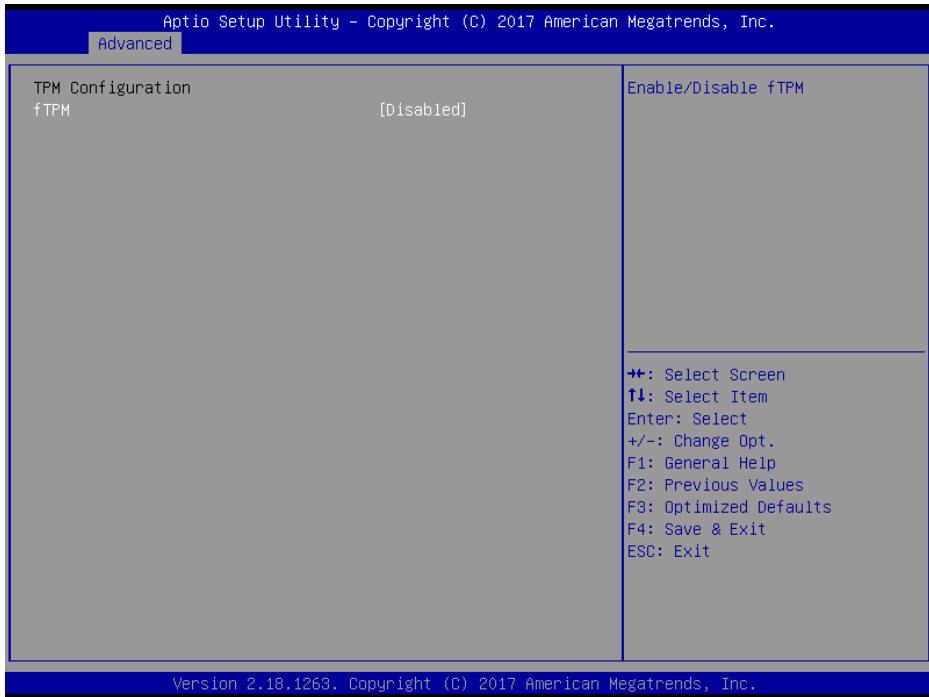 Aptio Setup Utility – Copyright (C) 2017 American Megatrends, Inc.
Advanced
TPM Configuration
fTPM [Disabled]
Enable/Disable fTPM
→←: Select Screen
↑↓: Select Item
Enter: Select
+/-: Change Opt.
F1: General Help
F2: Previous Values
F3: Optimized Defaults
F4: Save & Exit
ESC: Exit
Version 2.18.1263. Copyright (C) 2017 American Megatrends, Inc.